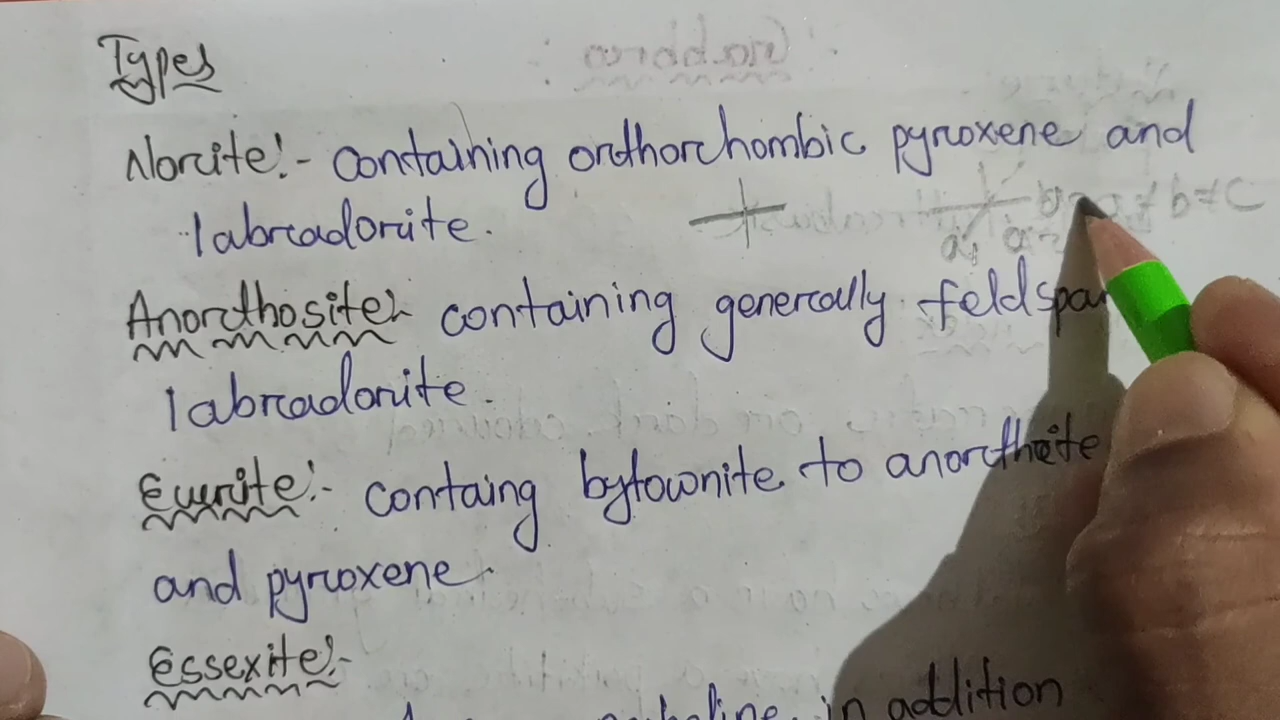 Types
Norite:- containing orthorhombic pyroxene and
labradorite.
b≠c
Anorthosite:- containing generally feldspar
labradorite.
Eucrite:- containg bytownite to anorthite
and pyroxene.
Essexite:-
in addition